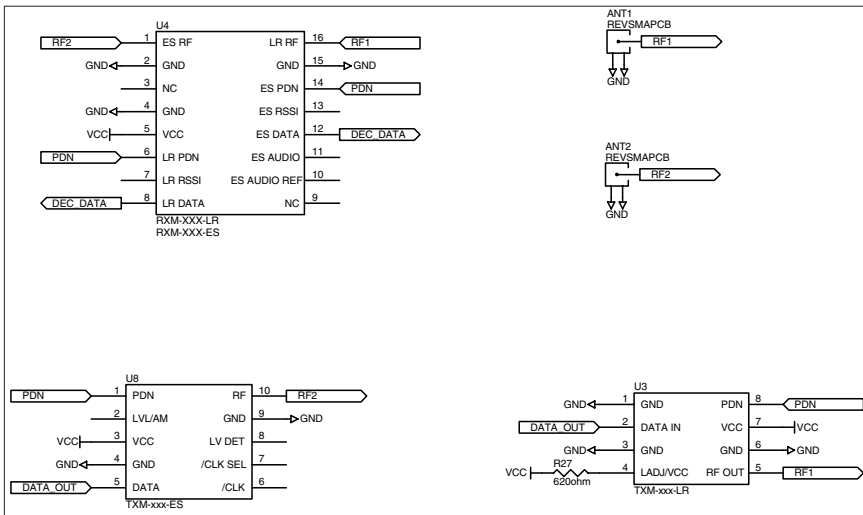 U4
RF2 1 ES RF LR RF 16 RF1
GND 2 GND GND 15 GND
3 NC ES PDN 14 PDN
GND 4 GND ES RSSI 13
VCC 5 VCC ES DATA 12 DEC_DATA
PDN 6 LR PDN ES AUDIO 11
7 LR RSSI ES AUDIO REF 10
DEC_DATA 8 LR DATA NC 9
RXM-XXX-LR
RXM-XXX-ES
ANT1
REVSMAPCB
RF1
GND
ANT2
REVSMAPCB
RF2
GND
U8
PDN 1 PDN RF 10 RF2
2 LVL/AM GND 9 GND
VCC 3 VCC LV DET 8
GND 4 GND /CLK SEL 7
DATA_OUT 5 DATA /CLK 6
TXM-xxx-ES
U3
GND 1 GND PDN 8 PDN
DATA_OUT 2 DATA IN VCC 7 VCC
GND 3 GND GND 6 GND
VCC R27 620ohm 4 LADJ/VCC RF OUT 5 RF1
TXM-xxx-LR